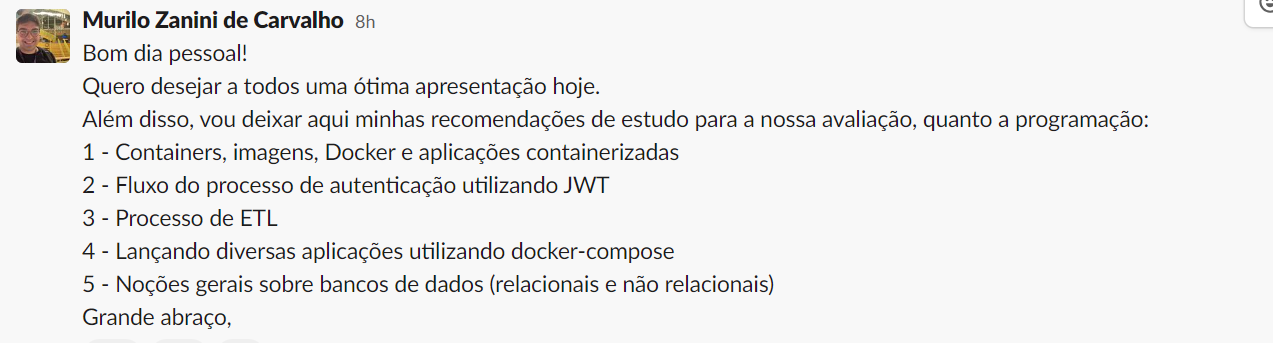 Murilo Zanini de Carvalho 8h
Bom dia pessoal!
Quero desejar a todos uma ótima apresentação hoje.
Além disso, vou deixar aqui minhas recomendações de estudo para a nossa avaliação, quanto a programação:
1 - Containers, imagens, Docker e aplicações containerizadas
2 - Fluxo do processo de autenticação utilizando JWT
3 - Processo de ETL
4 - Lançando diversas aplicações utilizando docker-compose
5 - Noções gerais sobre bancos de dados (relacionais e não relacionais)
Grande abraço,